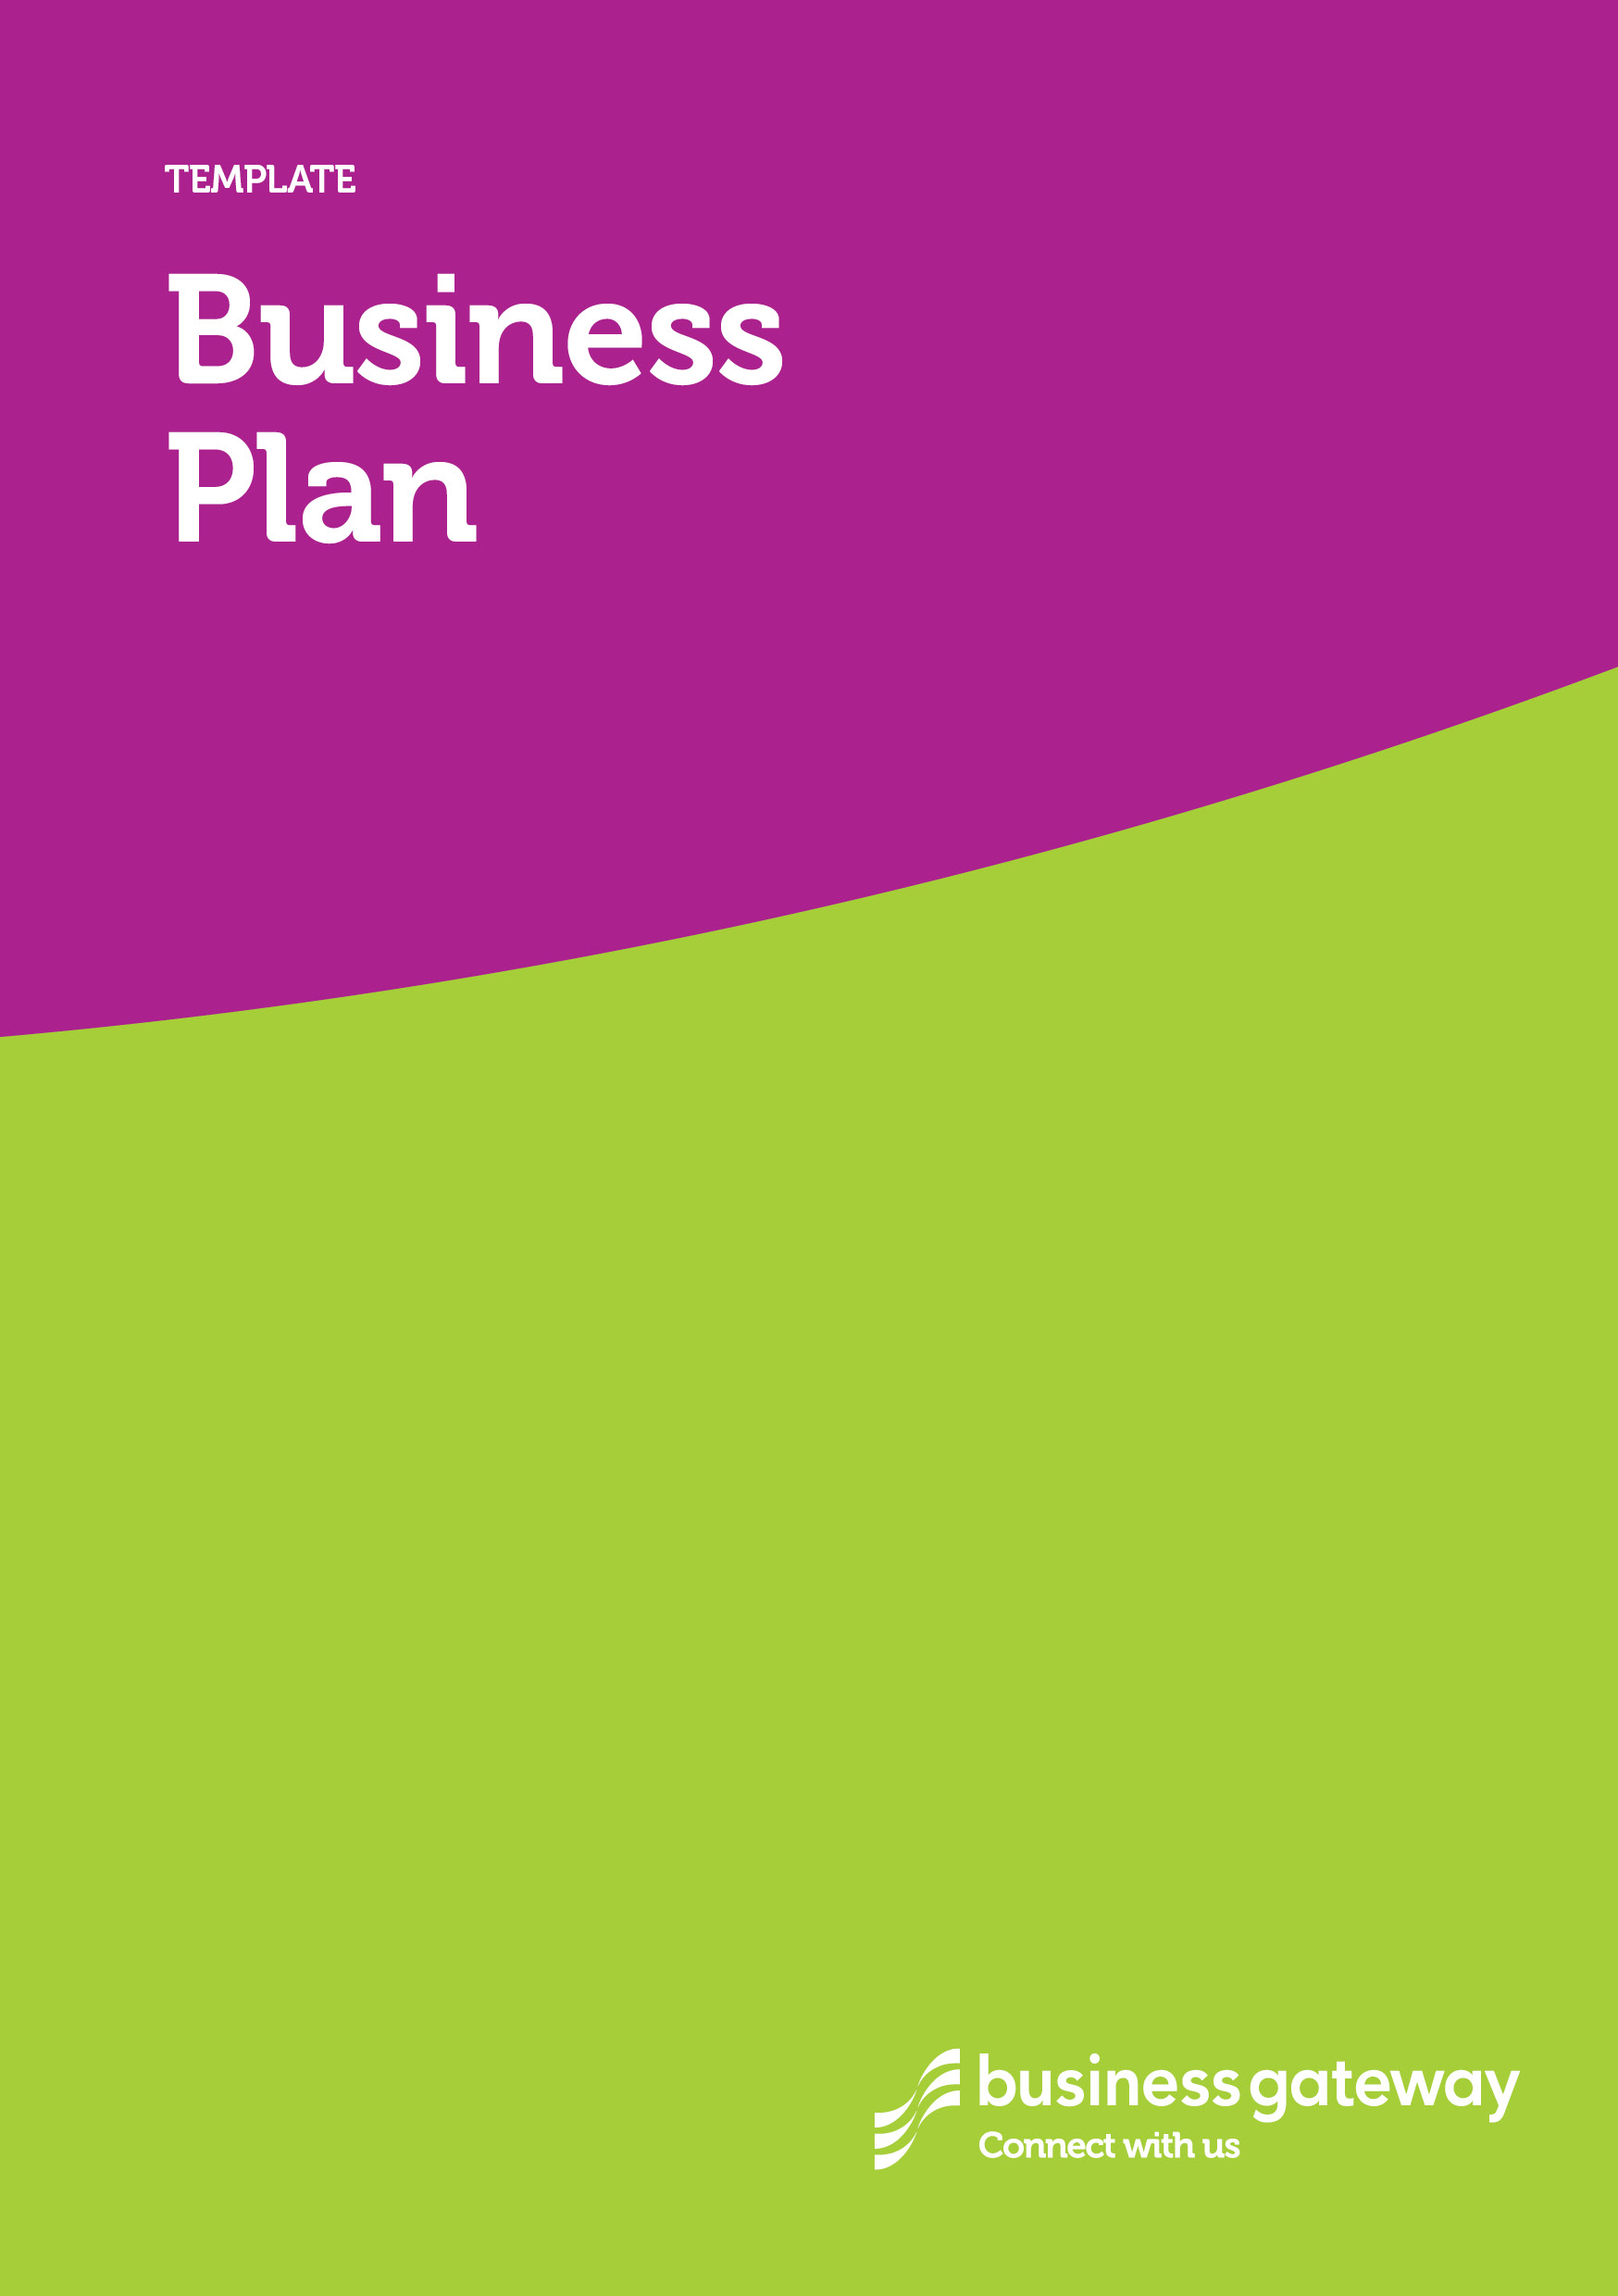 TEMPLATE
Business
Plan
business gateway
Connect with us